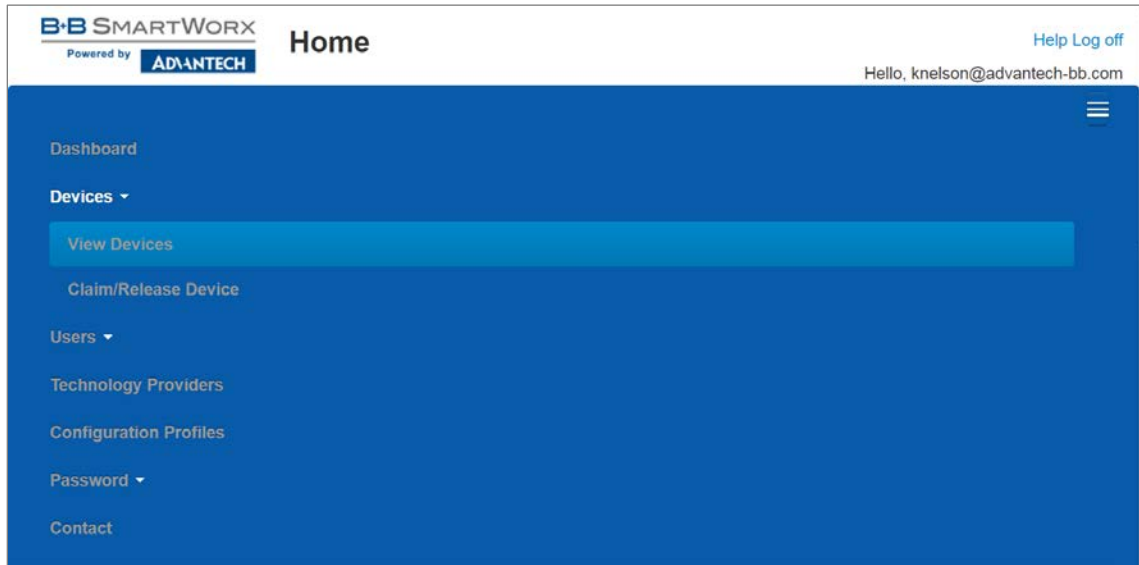 B+B SMARTWORX
Powered by ADVANTECH
Home
Help Log off
Hello, knelson@advantech-bb.com
Dashboard
Devices
View Devices
Claim/Release Device
Users
Technology Providers
Configuration Profiles
Password
Contact